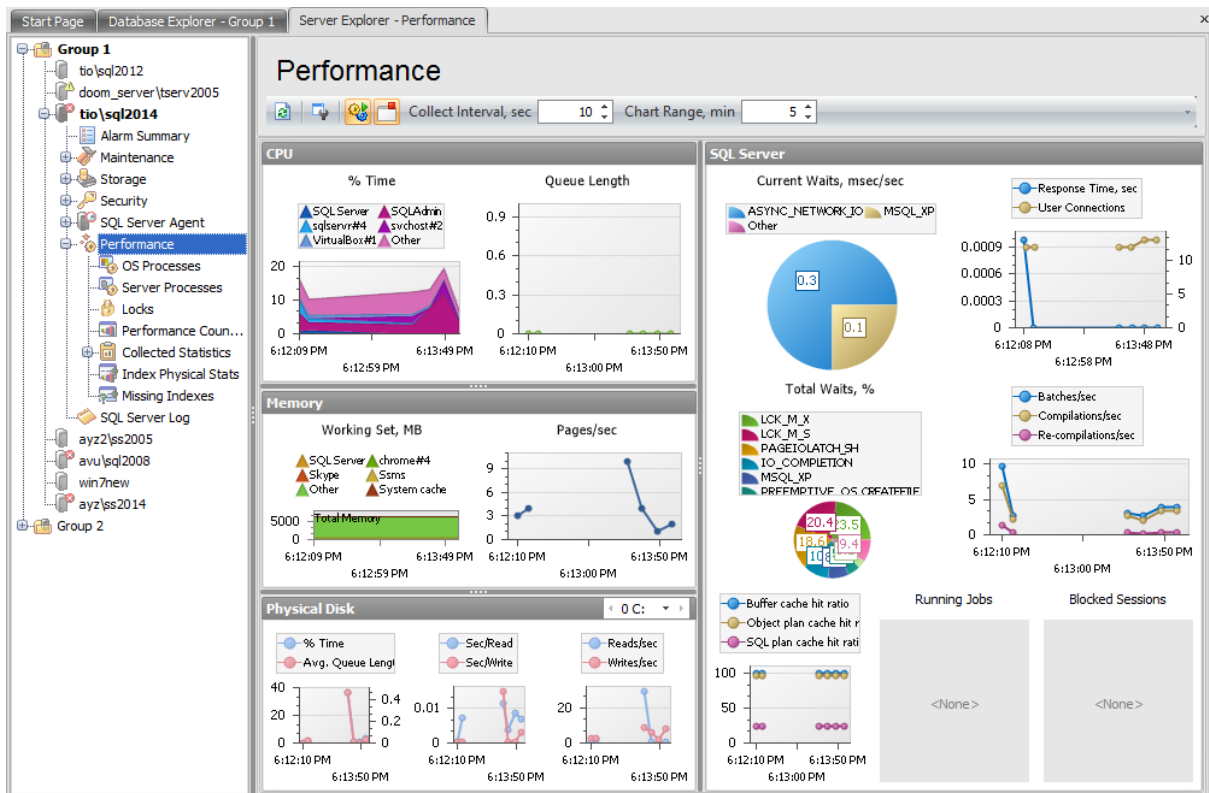 Start Page
Database Explorer - Group 1
Server Explorer - Performance
Group 1
tio\sql2012
doom_server\tserv2005
tio\sql2014
Alarm Summary
Maintenance
Storage
Security
SQL Server Agent
Performance
OS Processes
Server Processes
Locks
Performance Coun...
Collected Statistics
Index Physical Stats
Missing Indexes
SQL Server Log
ayz2\ss2005
avu\sql2008
win7new
ayz\ss2014
Group 2
Performance
Collect Interval, sec 10 Chart Range, min 5
CPU
% Time
SQL Server SQLAdmin
sqlservr#4 svchost#2
VirtualBox#1 Other
20
10
0
6:12:09 PM 6:13:49 PM
6:12:59 PM
Queue Length
0.9
0.6
0.3
0
6:12:10 PM 6:13:50 PM
6:13:00 PM
Memory
Working Set, MB
SQL Server chrome#4
Skype Ssms
Other System cache
5000 Total Memory
0
6:12:09 PM 6:13:49 PM
6:12:59 PM
Pages/sec
9
6
3
0
6:12:10 PM 6:13:50 PM
6:13:00 PM
Physical Disk 0 C:
% Time
Avg. Queue Lengt
40 0.4
20 0.2
0 0
6:12:10 PM
6:13:50 PM
Sec/Read
Sec/Write
0.01
0
6:12:10 PM
6:13:50 PM
Reads/sec
Writes/sec
20
0
6:12:10 PM
6:13:50 PM
SQL Server
Current Waits, msec/sec
ASYNC_NETWORK_IO MSQL_XP
Other
0.3
0.1
Response Time, sec
User Connections
0.0009
0.0006 10
0.0003 5
0 0
6:12:08 PM 6:13:48 PM
6:12:58 PM
Total Waits, %
LCK_M_X
LCK_M_S
PAGEIOLATCH_SH
IO_COMPLETION
MSQL_XP
PREEMPTIVE_OS_CREATEFILE
20.4 23.5
18.6 9.4
Batches/sec
Compilations/sec
Re-compilations/sec
10
5
0
6:12:10 PM 6:13:50 PM
6:13:00 PM
Buffer cache hit ratio
Object plan cache hit r
SQL plan cache hit rati
100
50
0
6:12:10 PM 6:13:50 PM
6:13:00 PM
Running Jobs
<None>
Blocked Sessions
<None>